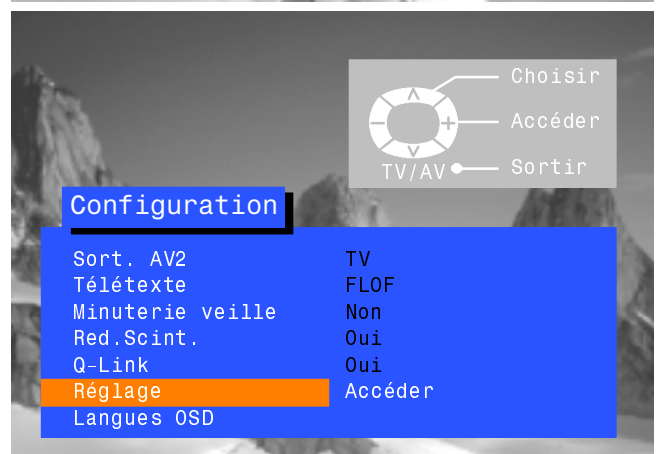 Choisir
Accéder
TV/AV Sortir
Configuration
Sort. AV2 TV
Télétexte FLOF
Minuterie veille Non
Red.Scint. Oui
Q-Link Oui
Réglage Accéder
Langues OSD